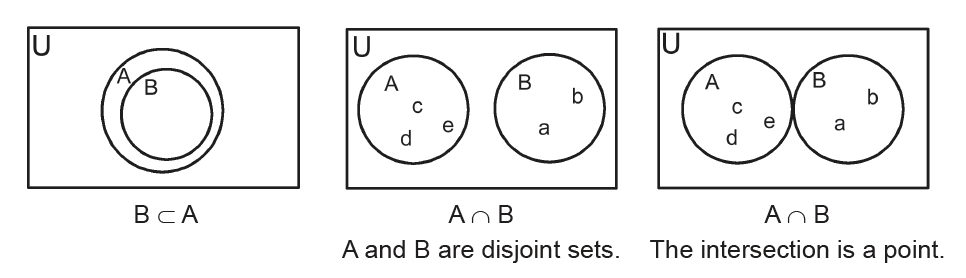 U
A
B
B ⊂ A
U
A
B
c
b
d
e
a
A ∩ B
A and B are disjoint sets.
U
A
B
c
b
d
e
a
A ∩ B
The intersection is a point.